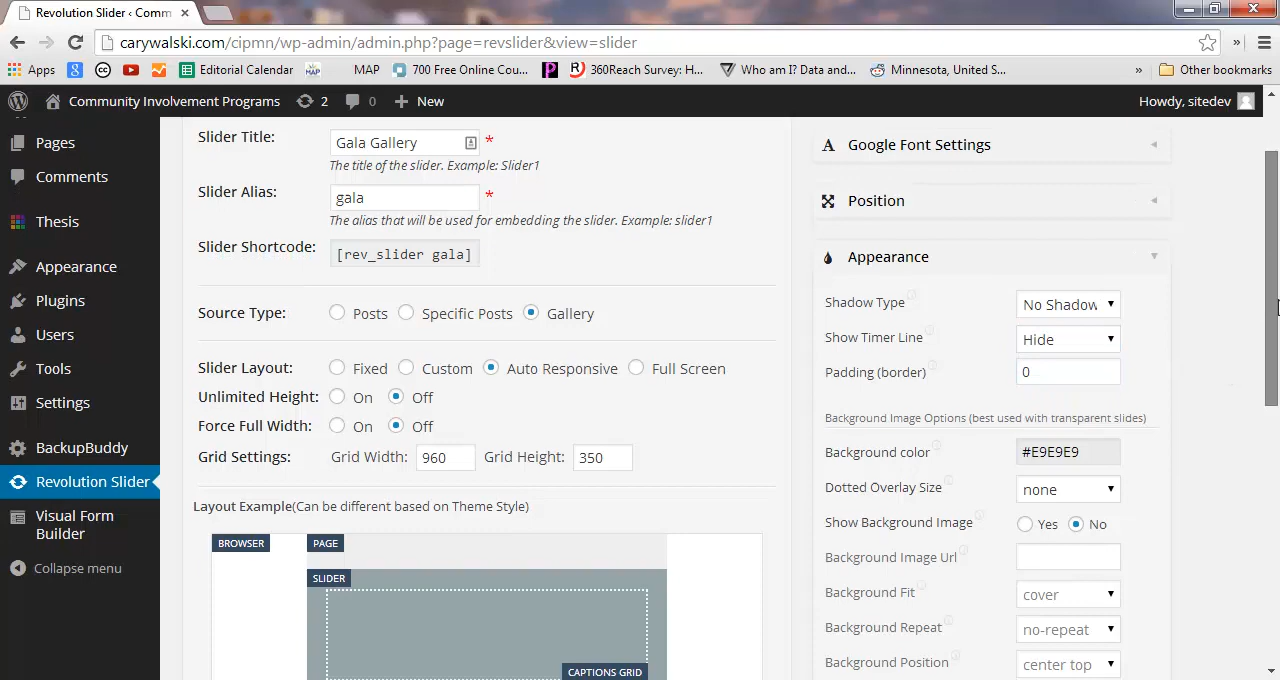 Revolution Slider ‹ Comm
carywalski.com/cipmn/wp-admin/admin.php?page=revslider&view=slider
Apps Editorial Calendar MAP 700 Free Online Cou... 360Reach Survey: H... Who am I? Data and... Minnesota, United S... » Other bookmarks
Community Involvement Programs 2 0 New Howdy, sitedev
Pages
Comments
Thesis
Appearance
Plugins
Users
Tools
Settings
BackupBuddy
Revolution Slider
Visual Form
Builder
Collapse menu
Slider Title: Gala Gallery *
The title of the slider. Example: Slider1
Slider Alias: gala *
The alias that will be used for embedding the slider. Example: slider1
Slider Shortcode: [rev_slider gala]
Source Type: Posts Specific Posts Gallery
Slider Layout: Fixed Custom Auto Responsive Full Screen
Unlimited Height: On Off
Force Full Width: On Off
Grid Settings: Grid Width: 960 Grid Height: 350
Layout Example(Can be different based on Theme Style)
BROWSER PAGE
SLIDER
CAPTIONS GRID
Google Font Settings
Position
Appearance
Shadow Type No Shadow
Show Timer Line Hide
Padding (border) 0
Background Image Options (best used with transparent slides)
Background color #E9E9E9
Dotted Overlay Size none
Show Background Image Yes No
Background Image Url
Background Fit cover
Background Repeat no-repeat
Background Position center top